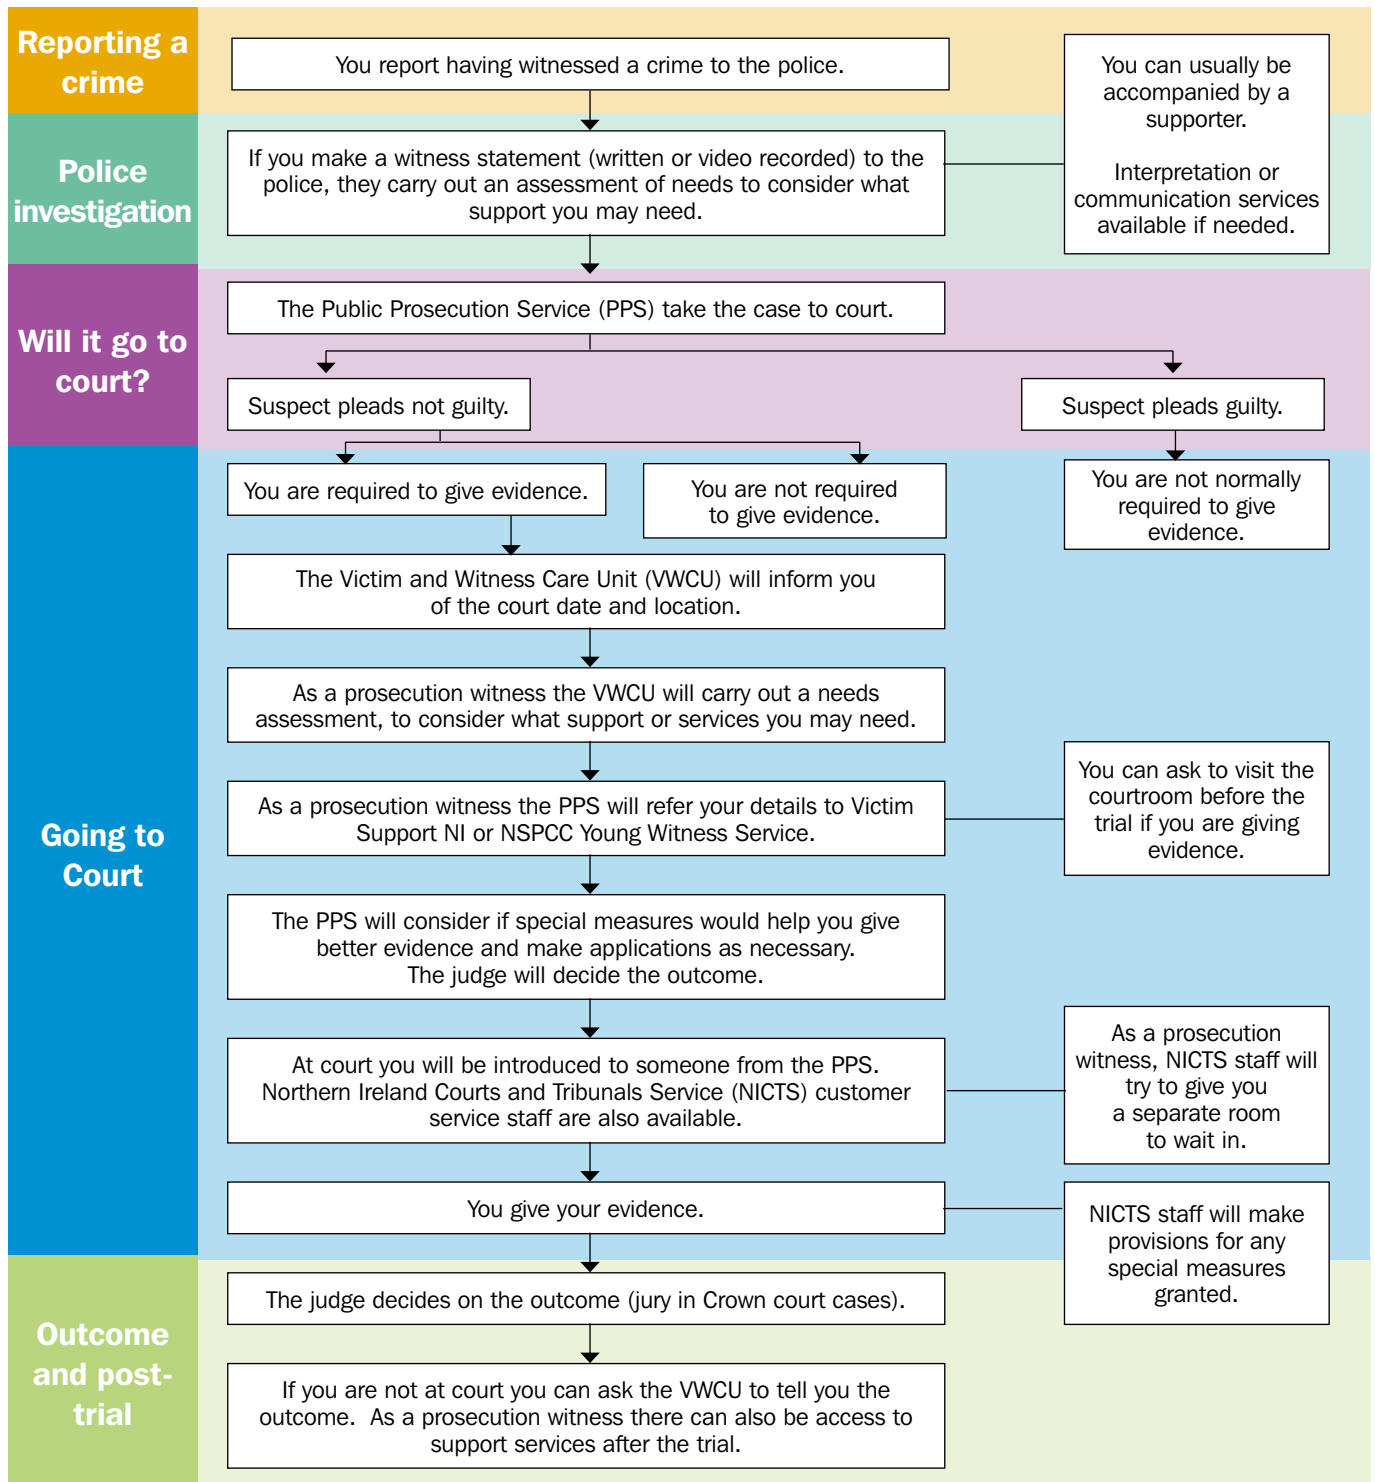 Reporting a
crime
You report having witnessed a crime to the police.
You can usually be
accompanied by a
supporter.
Interpretation or
communication services
available if needed.
Police
investigation
If you make a witness statement (written or video recorded) to the
police, they carry out an assessment of needs to consider what
support you may need.
Will it go to
court?
The Public Prosecution Service (PPS) take the case to court.
Suspect pleads not guilty.
Suspect pleads guilty.
Going to
Court
You are required to give evidence.
You are not required
to give evidence.
You are not normally
required to give
evidence.
The Victim and Witness Care Unit (VWCU) will inform you
of the court date and location.
As a prosecution witness the VWCU will carry out a needs
assessment, to consider what support or services you may need.
As a prosecution witness the PPS will refer your details to Victim
Support NI or NSPCC Young Witness Service.
You can ask to visit the
courtroom before the
trial if you are giving
evidence.
The PPS will consider if special measures would help you give
better evidence and make applications as necessary.
The judge will decide the outcome.
At court you will be introduced to someone from the PPS.
Northern Ireland Courts and Tribunals Service (NICTS) customer
service staff are also available.
As a prosecution
witness, NICTS staff will
try to give you
a separate room
to wait in.
You give your evidence.
NICTS staff will make
provisions for any
special measures
granted.
Outcome
and post-
trial
The judge decides on the outcome (jury in Crown court cases).
If you are not at court you can ask the VWCU to tell you the
outcome.  As a prosecution witness there can also be access to
support services after the trial.